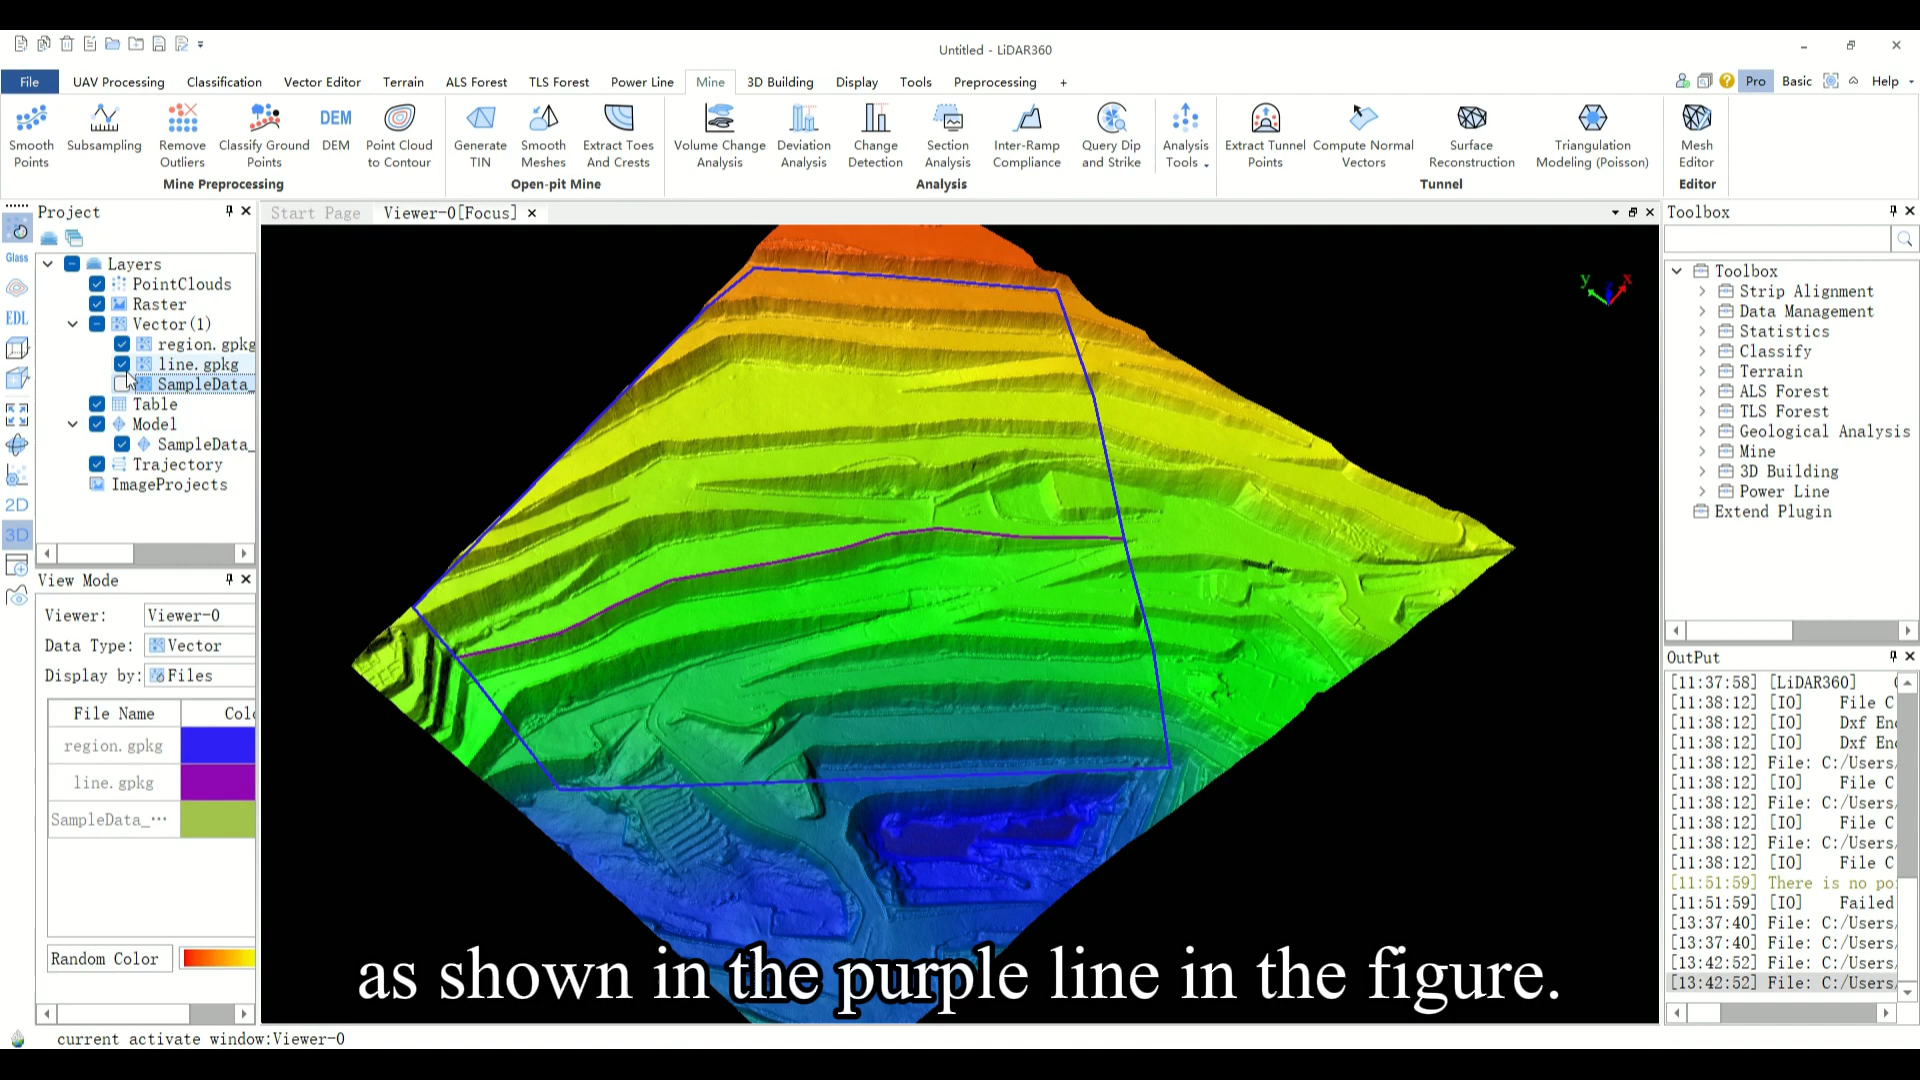 Untitled - LiDAR360
File UAV Processing Classification Vector Editor Terrain ALS Forest TLS Forest Power Line Mine 3D Building Display Tools Preprocessing + Pro Basic Help
Smooth Points
Subsampling
Remove Outliers
Classify Ground Points
DEM
DEM
Point Cloud to Contour
Generate TIN
Smooth Meshes
Extract Toes And Crests
Volume Change Analysis
Deviation Analysis
Change Detection
Section Analysis
Inter-Ramp Compliance
Query Dip and Strike
Analysis Tools
Extract Tunnel Points
Compute Normal Vectors
Surface Reconstruction
Triangulation Modeling (Poisson)
Mesh Editor
Mine Preprocessing Open-pit Mine Analysis Tunnel Editor
Project
Start Page Viewer-0[Focus]
Toolbox
Glass
EDL
2D
3D
Layers
PointClouds
Raster
Vector(1)
region.gpkg
line.gpkg
SampleData_
Table
Model
SampleData_
Trajectory
ImageProjects
View Mode
Viewer: Viewer-0
Data Type: Vector
Display by: Files
File Name Colo
region.gpkg
line.gpkg
SampleData_···
Random Color
y x
as shown in the purple line in the figure.
Toolbox
Strip Alignment
Data Management
Statistics
Classify
Terrain
ALS Forest
TLS Forest
Geological Analysis
Mine
3D Building
Power Line
Extend Plugin
OutPut
[11:37:58] [LiDAR360]
[11:38:12] [IO] File C
[11:38:12] [IO] Dxf Enc
[11:38:12] [IO] Dxf Enc
[11:38:12] File: C:/Users,
[11:38:12] [IO] File C
[11:38:12] File: C:/Users,
[11:38:12] [IO] File C
[11:38:12] File: C:/Users,
[11:38:12] [IO] File C
[11:51:59] There is no po
[11:51:59] [IO] Failed
[13:37:40] File: C:/Users,
[13:37:40] File: C:/Users,
[13:42:52] File: C:/Users,
[13:42:52] File: C:/Users,
current activate window:Viewer-0